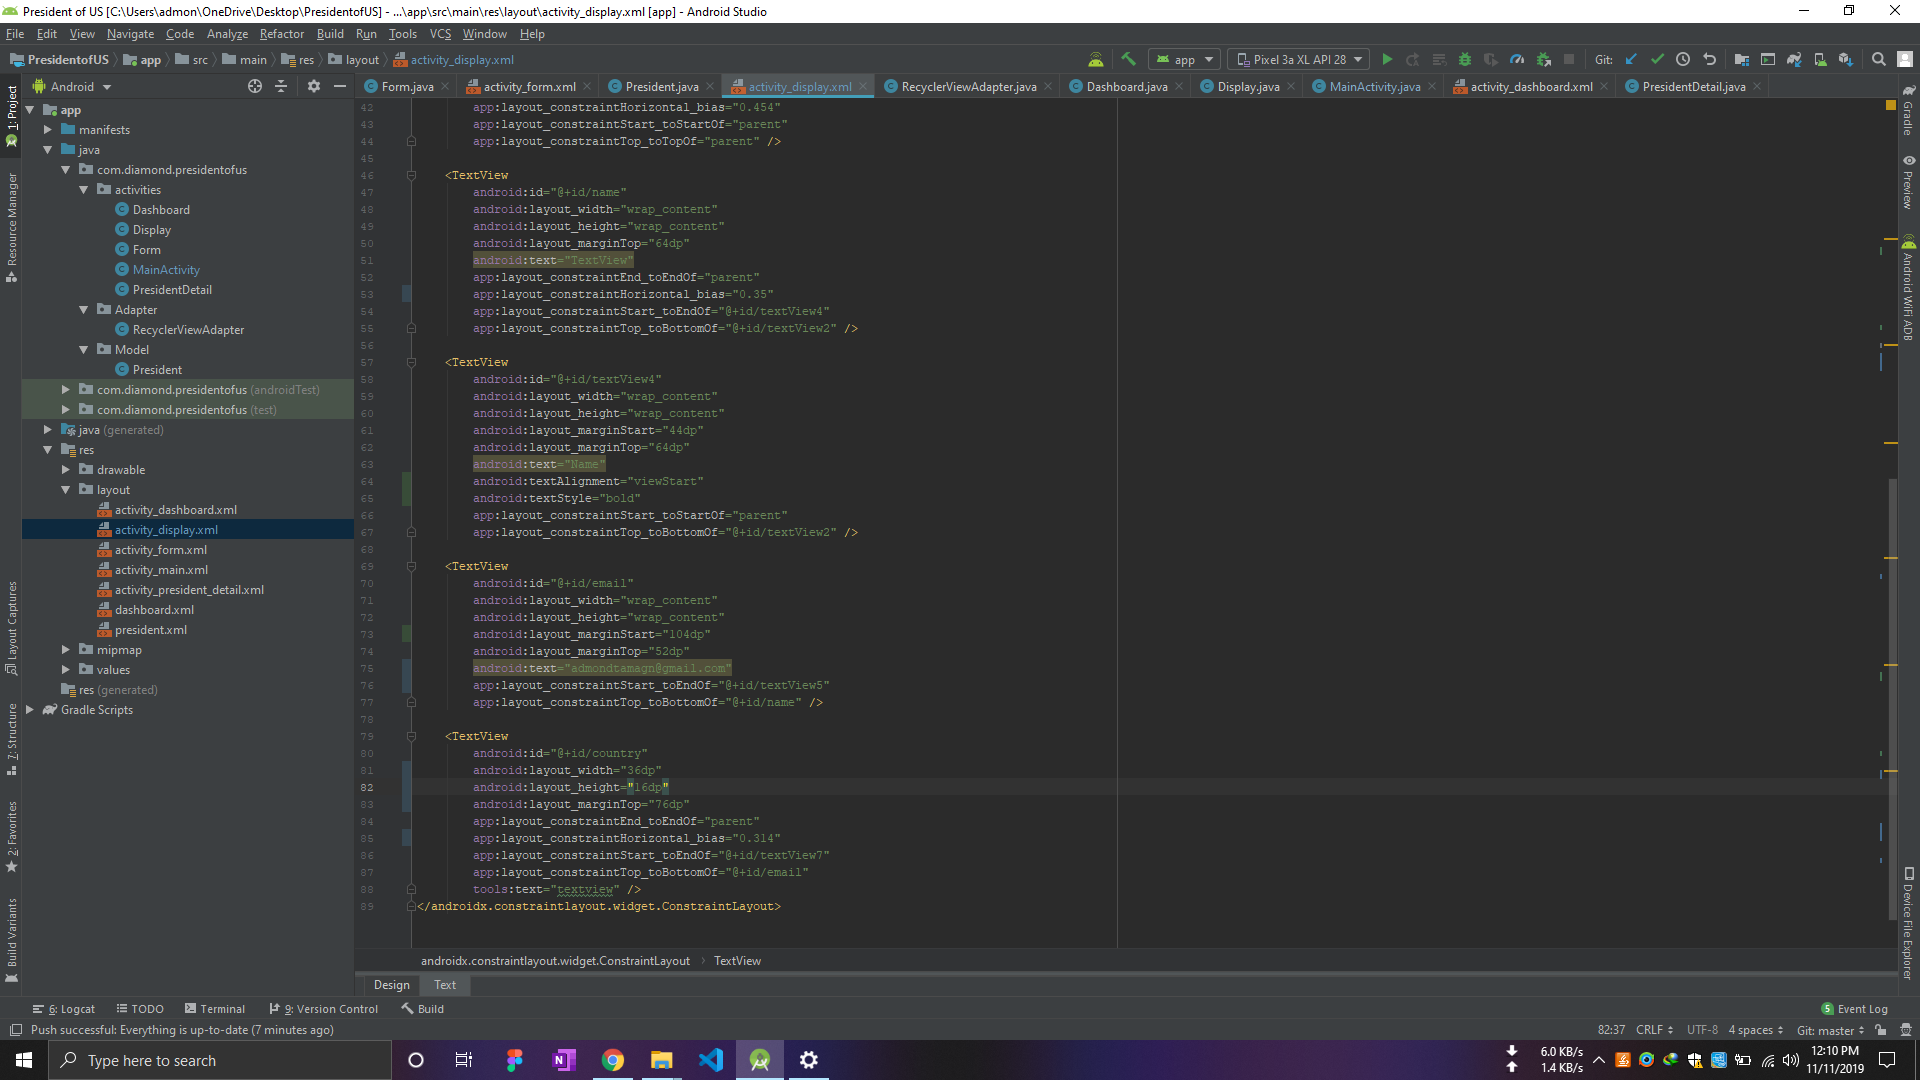 President of US [C:\Users\admon\OneDrive\Desktop\PresidentofUS] - ...\app\src\main\res\layout\activity_display.xml [app] - Android Studio
File Edit View Navigate Code Analyze Refactor Build Run Tools VCS Window Help
PresidentofUS app src main res layout activity_display.xml app Pixel 3a XL API 28 Git:
Android Form.java activity_form.xml President.java activity_display.xml RecyclerViewAdapter.java Dashboard.java Display.java MainActivity.java activity_dashboard.xml PresidentDetail.java
1: Project
Resource Manager
Layout Captures
7: Structure
2: Favorites
Build Variants
app
manifests
java
com.diamond.presidentofus
activities
Dashboard
Display
Form
MainActivity
PresidentDetail
Adapter
RecyclerViewAdapter
Model
President
com.diamond.presidentofus (androidTest)
com.diamond.presidentofus (test)
java (generated)
res
drawable
layout
activity_dashboard.xml
activity_display.xml
activity_form.xml
activity_main.xml
activity_president_detail.xml
dashboard.xml
president.xml
mipmap
values
res (generated)
Gradle Scripts
42 app:layout_constraintHorizontal_bias="0.454"
43 app:layout_constraintStart_toStartOf="parent"
44 app:layout_constraintTop_toTopOf="parent" />
45
46 <TextView
47 android:id="@+id/name"
48 android:layout_width="wrap_content"
49 android:layout_height="wrap_content"
50 android:layout_marginTop="64dp"
51 android:text="TextView"
52 app:layout_constraintEnd_toEndOf="parent"
53 app:layout_constraintHorizontal_bias="0.35"
54 app:layout_constraintStart_toEndOf="@+id/textView4"
55 app:layout_constraintTop_toBottomOf="@+id/textView2" />
56
57 <TextView
58 android:id="@+id/textView4"
59 android:layout_width="wrap_content"
60 android:layout_height="wrap_content"
61 android:layout_marginStart="44dp"
62 android:layout_marginTop="64dp"
63 android:text="Name"
64 android:textAlignment="viewStart"
65 android:textStyle="bold"
66 app:layout_constraintStart_toStartOf="parent"
67 app:layout_constraintTop_toBottomOf="@+id/textView2" />
68
69 <TextView
70 android:id="@+id/email"
71 android:layout_width="wrap_content"
72 android:layout_height="wrap_content"
73 android:layout_marginStart="104dp"
74 android:layout_marginTop="52dp"
75 android:text="admondtamagn@gmail.com"
76 app:layout_constraintStart_toEndOf="@+id/textView5"
77 app:layout_constraintTop_toBottomOf="@+id/name" />
78
79 <TextView
80 android:id="@+id/country"
81 android:layout_width="36dp"
82 android:layout_height="16dp"
83 android:layout_marginTop="76dp"
84 app:layout_constraintEnd_toEndOf="parent"
85 app:layout_constraintHorizontal_bias="0.314"
86 app:layout_constraintStart_toEndOf="@+id/textView7"
87 app:layout_constraintTop_toBottomOf="@+id/email"
88 tools:text="textview" />
89 </androidx.constraintlayout.widget.ConstraintLayout>
Gradle
Preview
Android WiFi ADB
Device File Explorer
androidx.constraintlayout.widget.ConstraintLayout TextView
Design Text
6: Logcat TODO Terminal 9: Version Control Build 5 Event Log
Push successful: Everything is up-to-date (7 minutes ago) 82:37 CRLF UTF-8 4 spaces Git: master
Type here to search
6.0 KB/s
1.4 KB/s
12:10 PM
11/11/2019